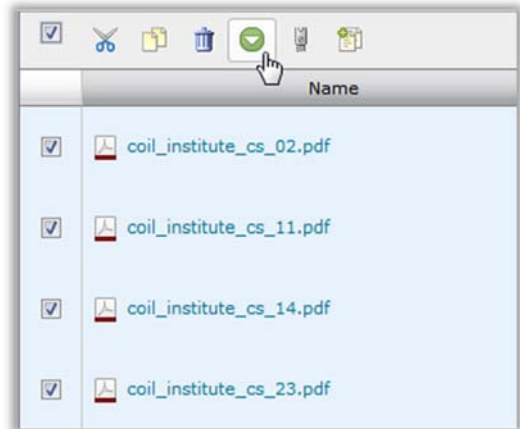 Name
coil_institute_cs_02.pdf
coil_institute_cs_11.pdf
coil_institute_cs_14.pdf
coil_institute_cs_23.pdf